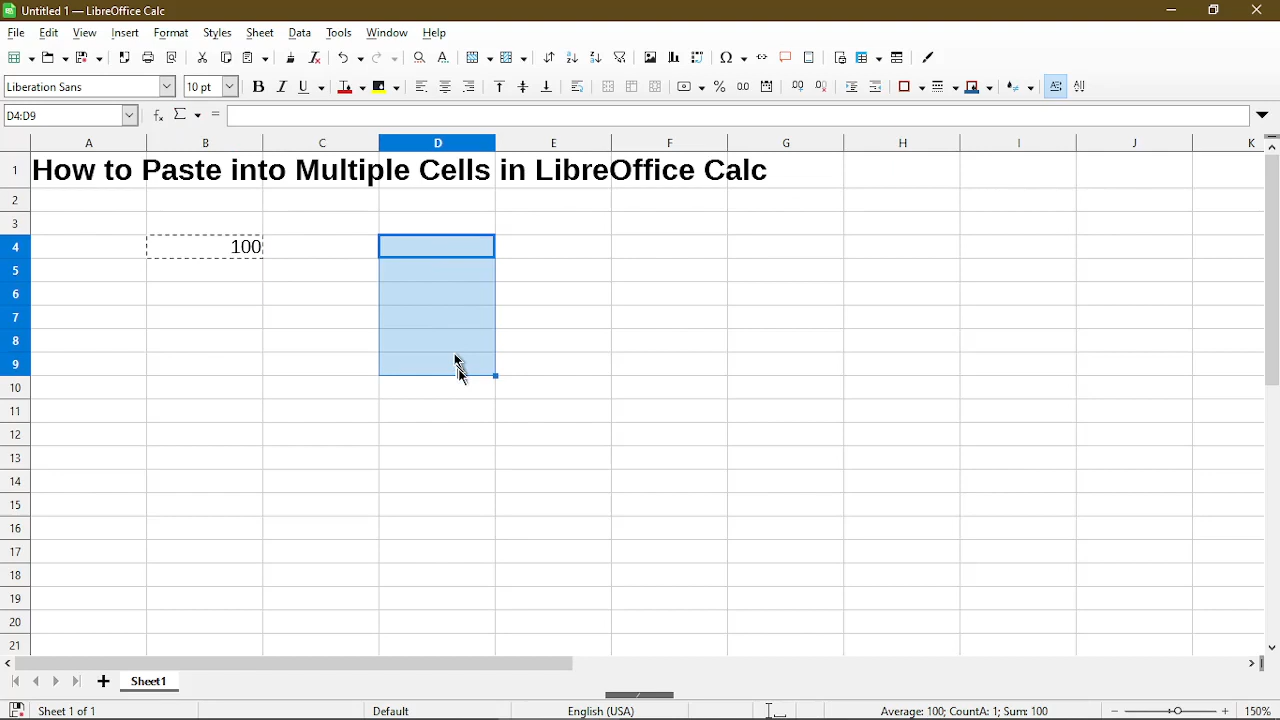 Untitled 1 — LibreOffice Calc
File Edit View Insert Format Styles Sheet Data Tools Window Help
Liberation Sans 10 pt
D4:D9
A B C D E F G H I J K
1 How to Paste into Multiple Cells in LibreOffice Calc
2
3
4 100
5
6
7
8
9
10
11
12
13
14
15
16
17
18
19
20
21
Sheet1
Sheet 1 of 1 Default English (USA) Average: 100; CountA: 1; Sum: 100 150%